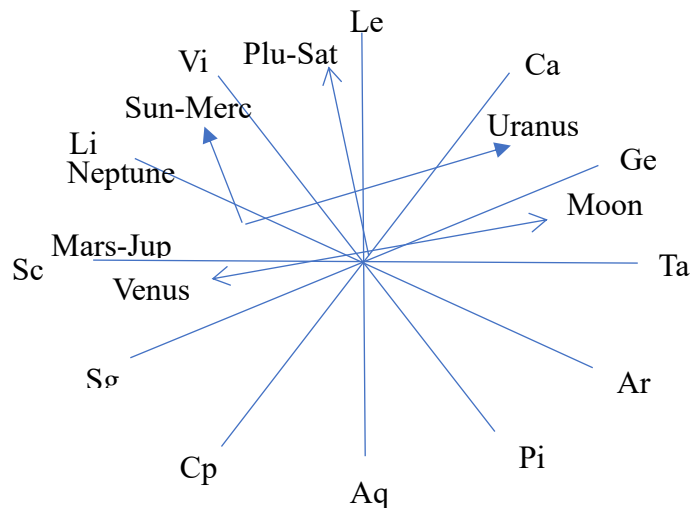 Le
Plu-Sat
Vi
Ca
Sun-Merc
Uranus
Li
Ge
Neptune
Moon
Mars-Jup
Sc
Ta
Venus
Sg
Ar
Cp
Pi
Aq